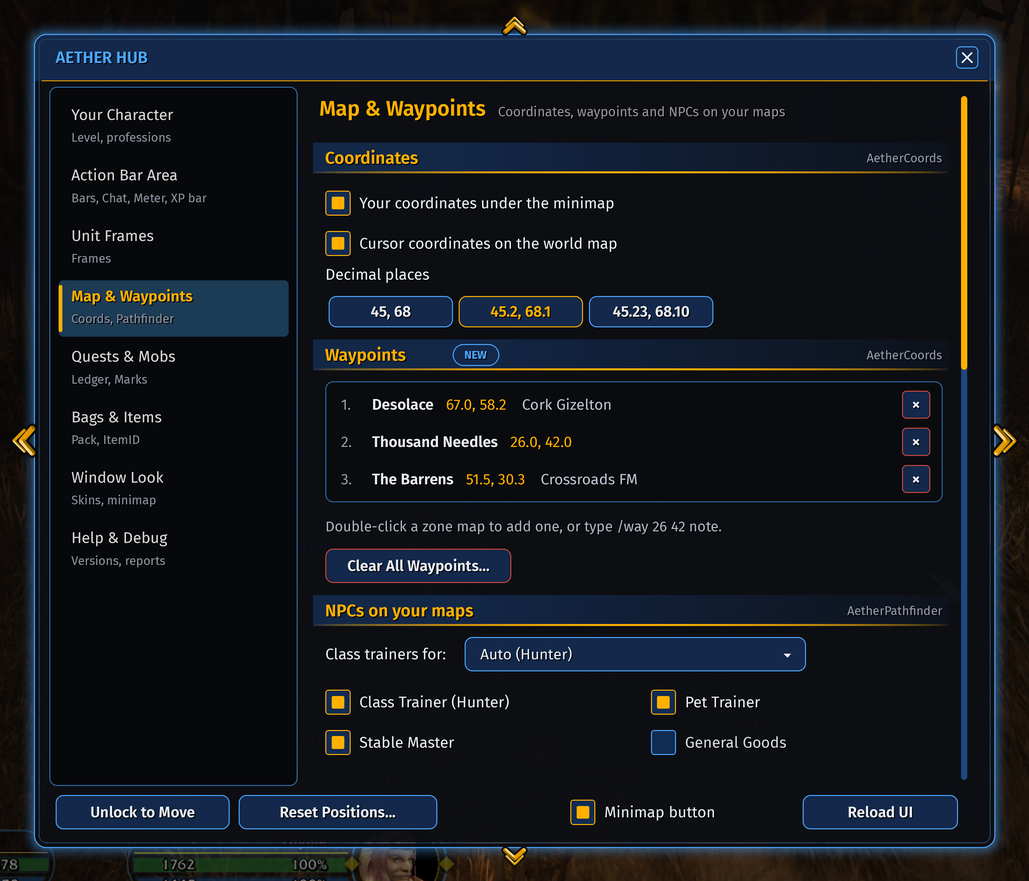 AETHER HUB
Your Character
Level, professions
Action Bar Area
Bars, Chat, Meter, XP bar
Unit Frames
Frames
Map & Waypoints
Coords, Pathfinder
Quests & Mobs
Ledger, Marks
Bags & Items
Pack, ItemID
Window Look
Skins, minimap
Help & Debug
Versions, reports
Map & Waypoints Coordinates, waypoints and NPCs on your maps
Coordinates AetherCoords
Your coordinates under the minimap
Cursor coordinates on the world map
Decimal places
45, 68 45.2, 68.1 45.23, 68.10
Waypoints NEW AetherCoords
1. Desolace 67.0, 58.2 Cork Gizelton ×
2. Thousand Needles 26.0, 42.0 ×
3. The Barrens 51.5, 30.3 Crossroads FM ×
Double-click a zone map to add one, or type /way 26 42 note.
Clear All Waypoints...
NPCs on your maps AetherPathfinder
Class trainers for: Auto (Hunter)
Class Trainer (Hunter) Pet Trainer
Stable Master General Goods
Unlock to Move Reset Positions... Minimap button Reload UI
78 1762 100%